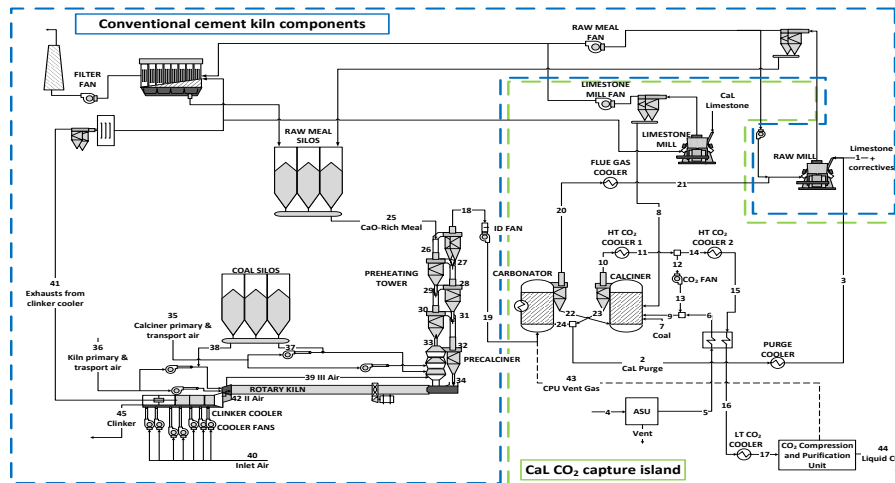 Conventional cement kiln components
RAW MEAL
FAN
FILTER
FAN
LIMESTONE
MILL FAN
CaL
Limestone
RAW MEAL
SILOS
LIMESTONE
MILL
RAW MILL
Limestone
1 +
correctives
FLUE GAS
COOLER
21
18
20
25
CaO-Rich Meal
ID FAN
8
HT CO₂
COOLER 1
11
HT CO₂
14 COOLER 2
26
27
10
12
CO₂ FAN
3
41
Exhausts from
clinker cooler
COAL SILOS
PREHEATING
TOWER
CARBONATOR
CALCINER
29
28
13
15
35
Calciner primary &
transport air
30
31
19
22
23
24
9
6
7
Coal
36
Kiln primary &
trasport air
38
37
33
32
PRECALCINER
2
CaL Purge
PURGE
COOLER
39 III Air
34
43
CPU Vent Gas
ROTARY KILN
42 II Air
45
Clinker
CLINKER COOLER
COOLER FANS
4
ASU
5
16
Vent
LT CO₂
COOLER
17
CO₂ Compression
and Purification
Unit
44
Liquid C
40
Inlet Air
CaL CO₂ capture island